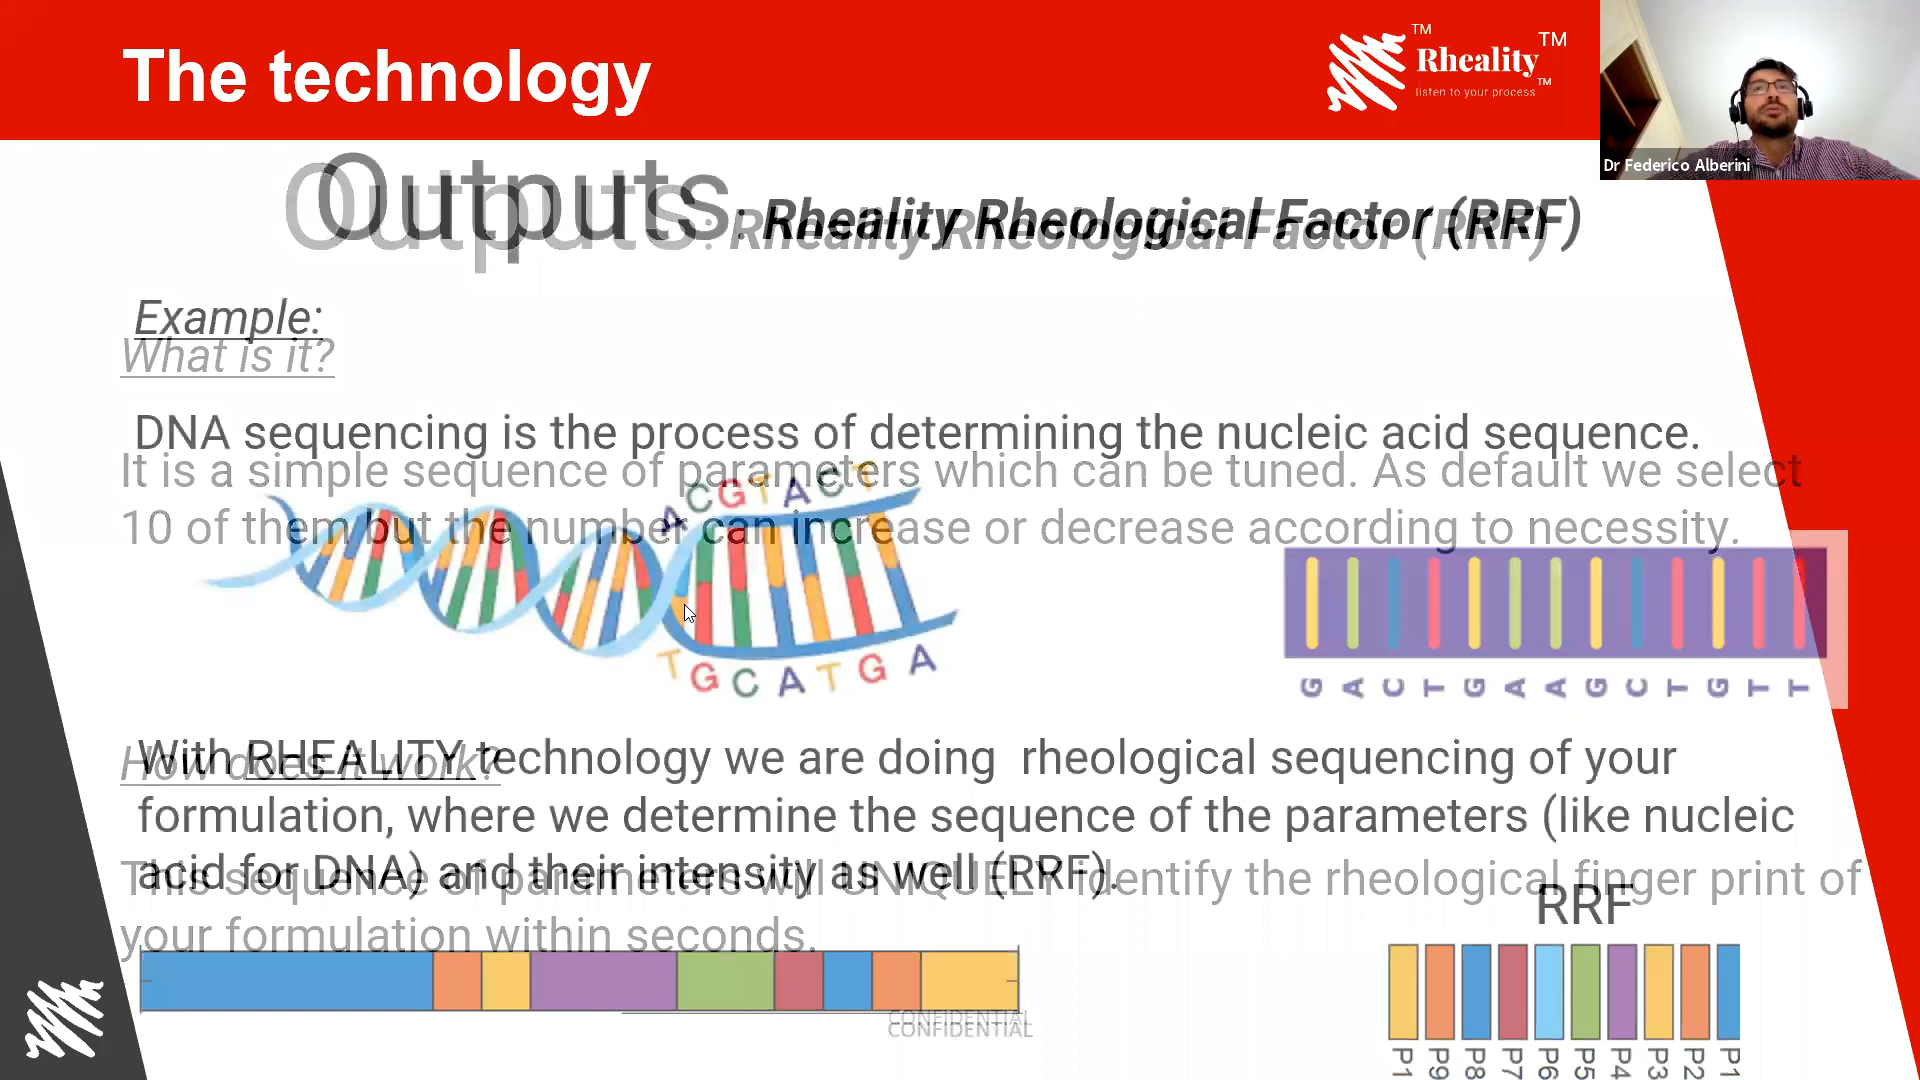 The technology
TM
Rheality
TM
TM
listen to your process
Dr Federico Alberini
Outputs: Rheality Rheological Factor (RRF)
Outputs: Rheality Rheological Factor (RRF)
Example:
What is it?
DNA sequencing is the process of determining the nucleic acid sequence.
It is a simple sequence of parameters which can be tuned. As default we select
10 of them but the number can increase or decrease according to necessity.
A C G T A C T
T G C A T G A
G A C T G A A G C T G T T
How does it work?
With RHEALITY technology we are doing rheological sequencing of your
formulation, where we determine the sequence of the parameters (like nucleic
acid for DNA) and their intensity as well (RRF).
This sequence of parameters will UNIQUELY identify the rheological finger print of
your formulation within seconds.
RRF
CONFIDENTIAL
CONFIDENTIAL
P1 P9 P8 P7 P6 P5 P4 P3 P2 P1